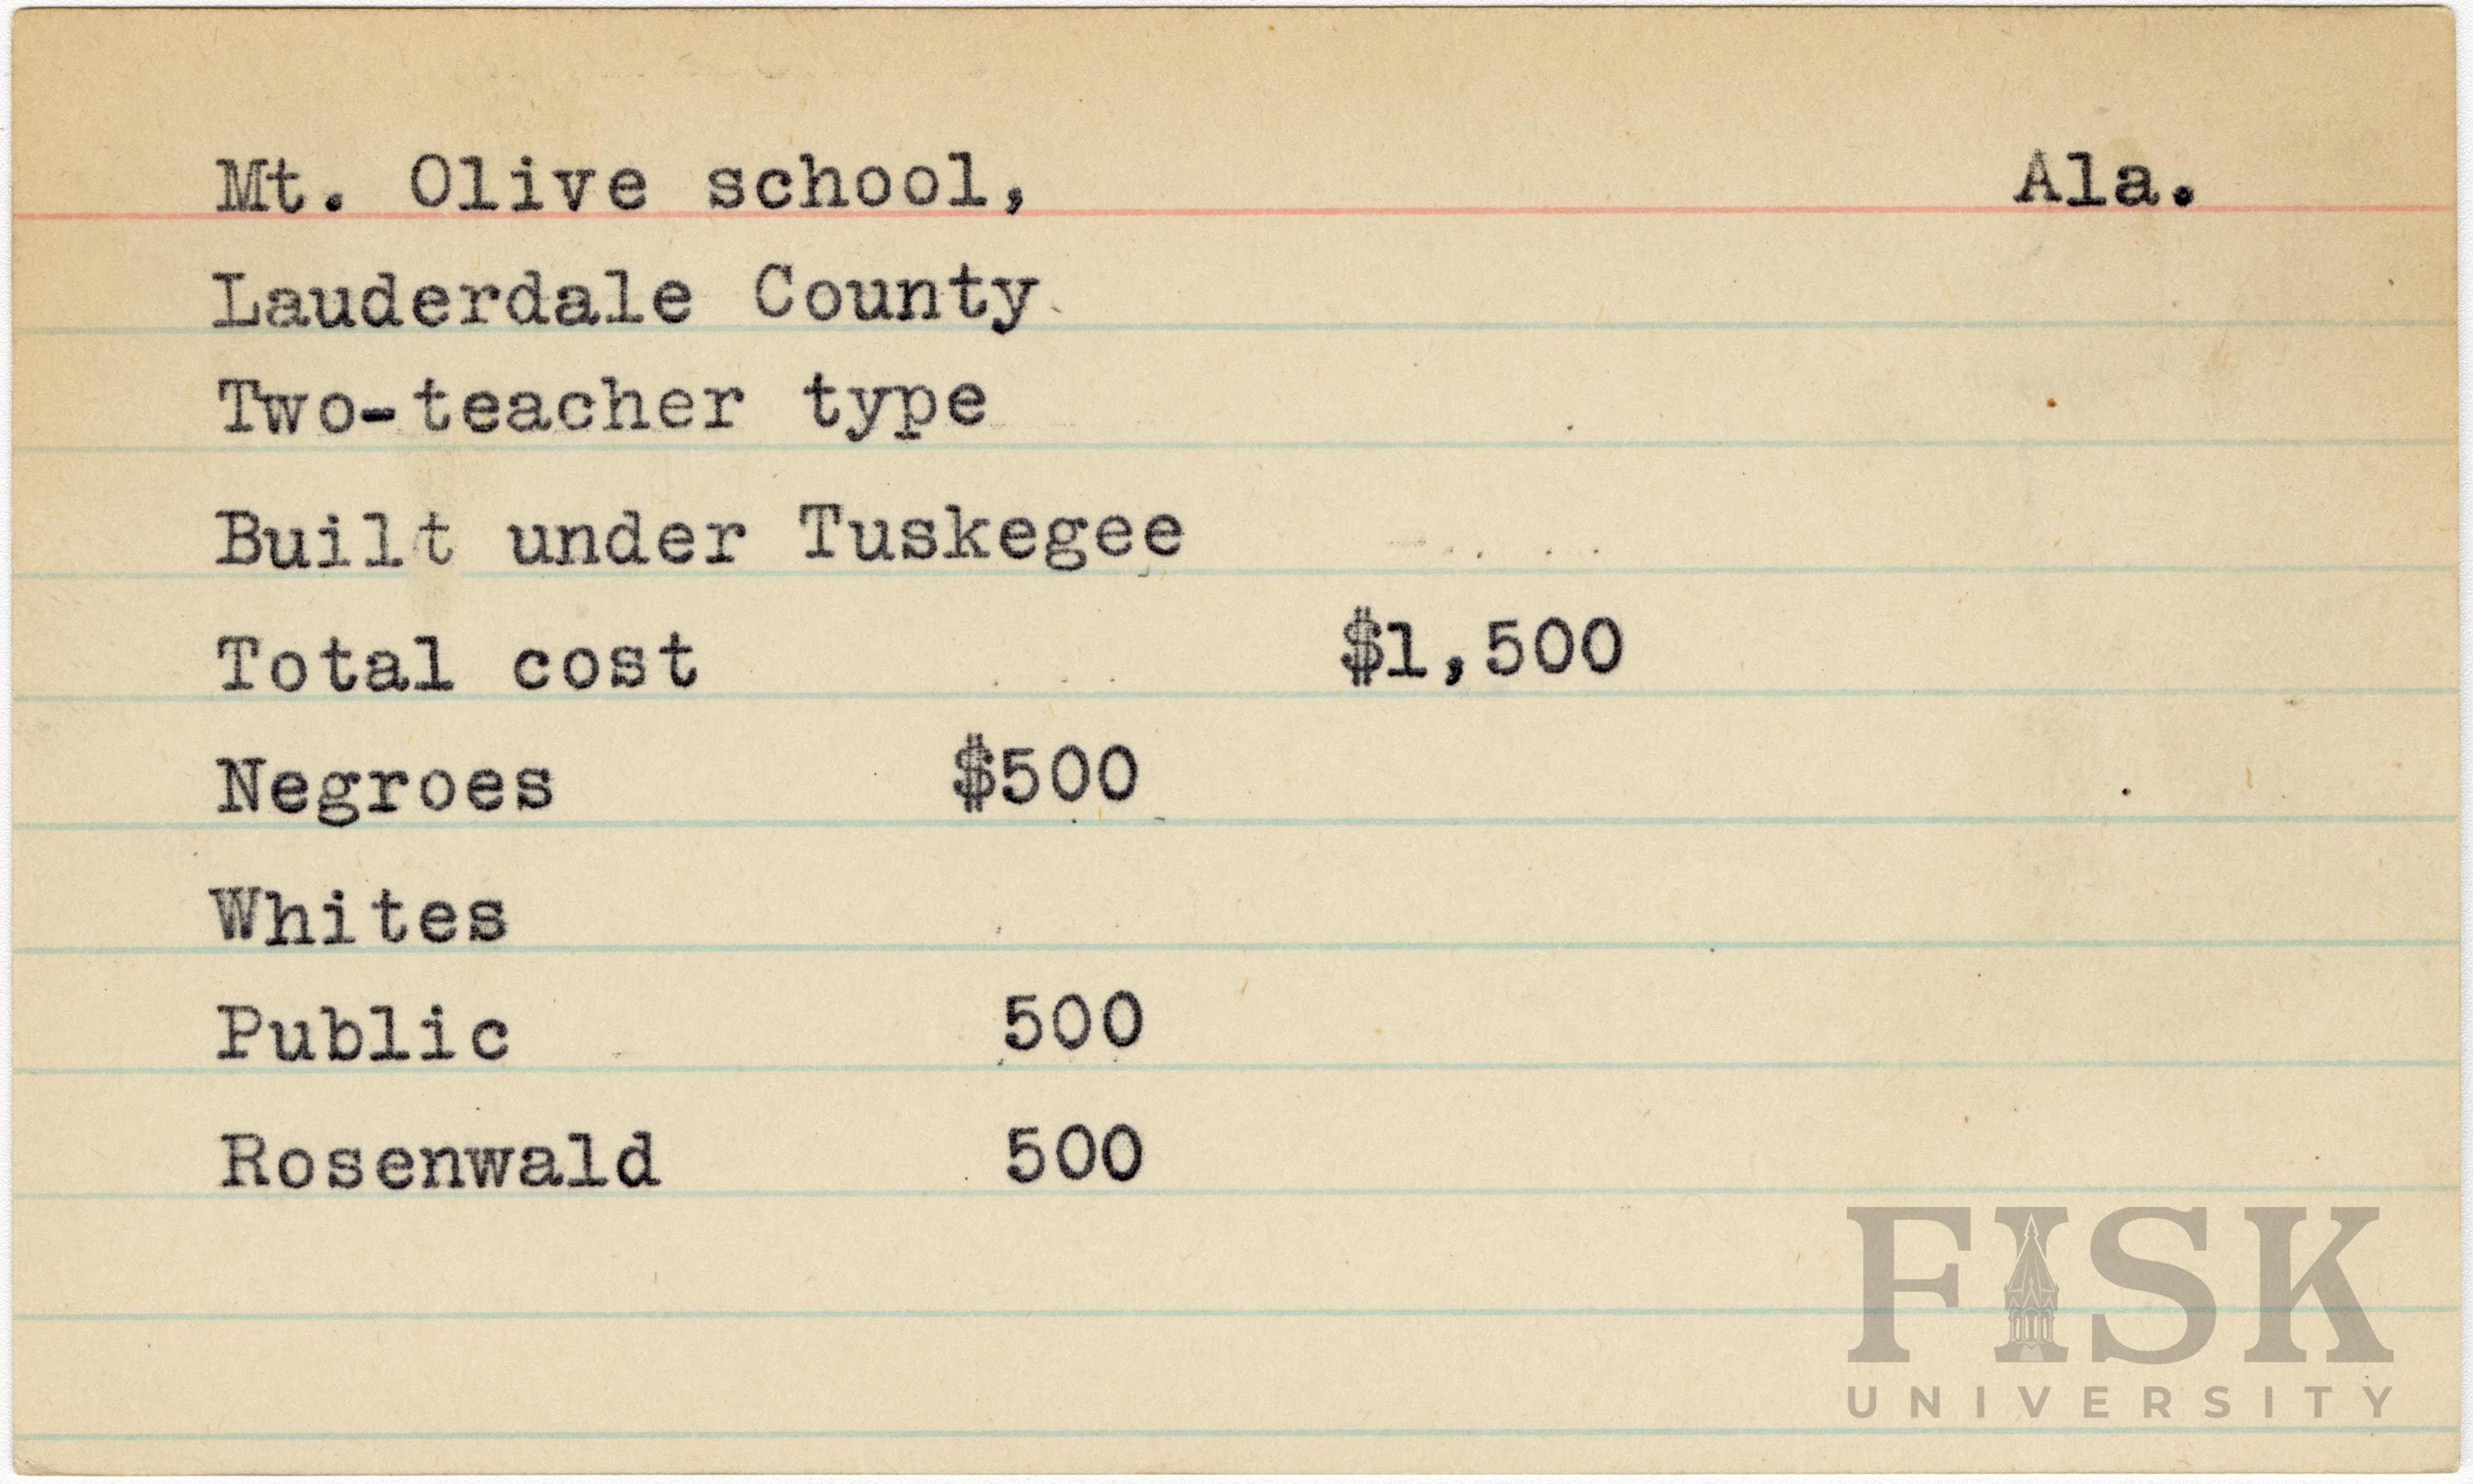 Mt. Olive school, Ala.
Lauderdale County
Two-teacher type
Built under Tuskegee
Total cost $1,500
Negroes $500
Whites
Public 500
Rosenwald 500
FISK
UNIVERSITY